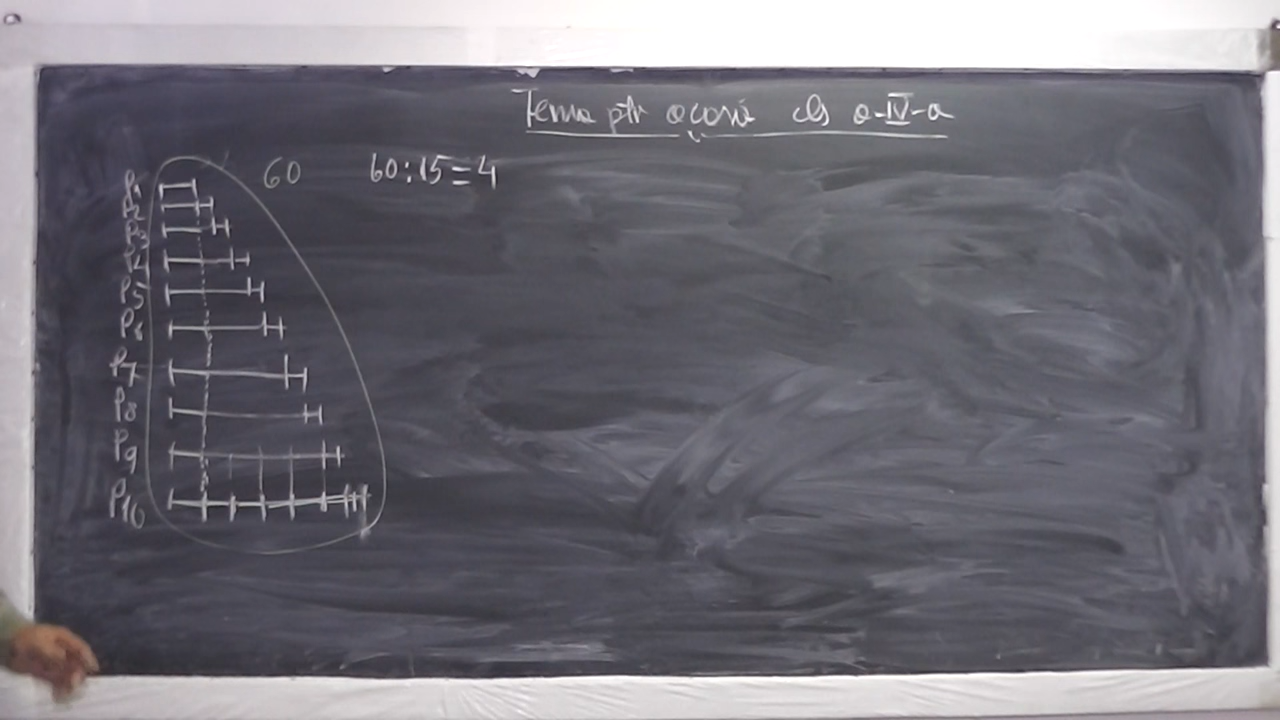 Tema ptr acasă cls a-IV-a
60 60:15=4
P1
P2
P3
P4
P5
P6
P7
P8
P9
P10